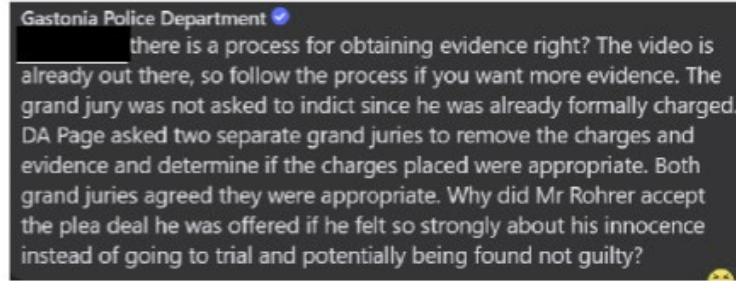 Gastonia Police Department
there is a process for obtaining evidence right? The video is
already out there, so follow the process if you want more evidence. The
grand jury was not asked to indict since he was already formally charged.
DA Page asked two separate grand juries to remove the charges and
evidence and determine if the charges placed were appropriate. Both
grand juries agreed they were appropriate. Why did Mr Rohrer accept
the plea deal he was offered if he felt so strongly about his innocence
instead of going to trial and potentially being found not guilty?